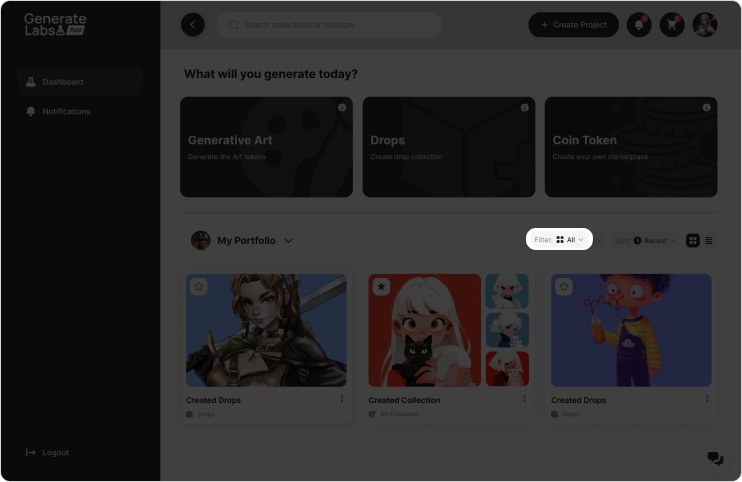 Generate
Labs App
Search collections or creators
+ Create Project
Dashboard
Notifications
What will you generate today?
Generative Art
Generate the Art tokens
Drops
Create drop collection
Coin Token
Create your own marketplace
My Portfolio
Filter: All
Sort: Recent
Created Drops
Drops
Created Collection
Art Collection
Created Drops
Drops
Logout